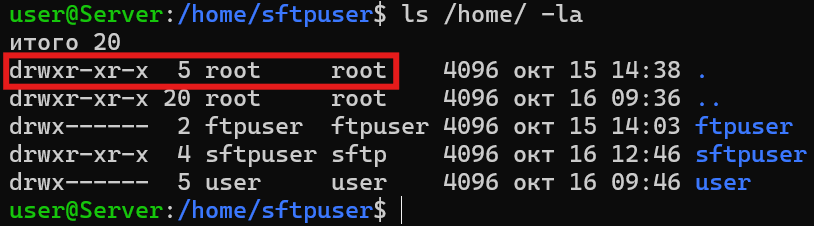 user@Server:/home/sftpuser$ ls /home/ -la
итого 20
drwxr-xr-x  5 root     root    4096 окт 15 14:38 .
drwxr-xr-x 20 root     root    4096 окт 16 09:36 ..
drwx------  2 ftpuser  ftpuser 4096 окт 15 14:03 ftpuser
drwxr-xr-x  4 sftpuser sftp    4096 окт 16 12:46 sftpuser
drwx------  5 user     user    4096 окт 16 09:46 user
user@Server:/home/sftpuser$